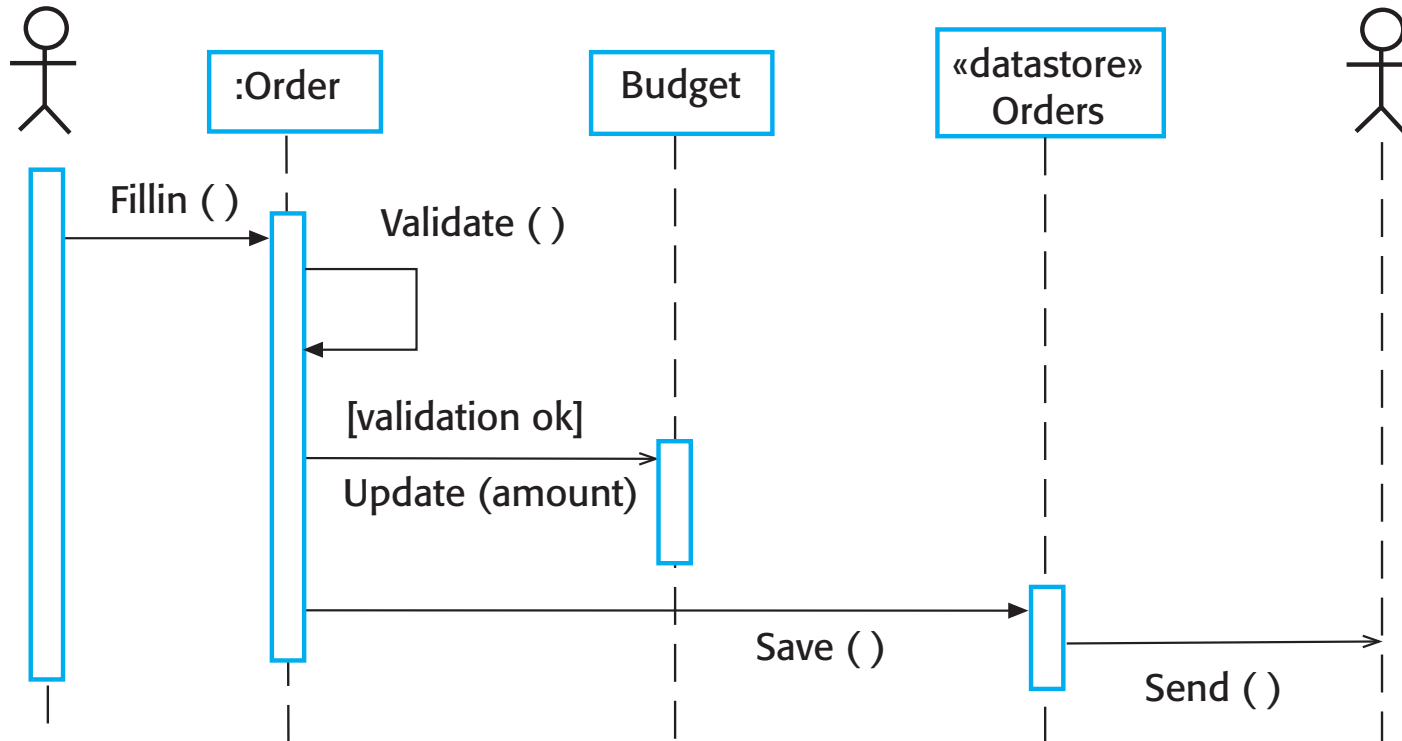 :Order
Budget
«datastore»
Orders
Fillin ( )
Validate ( )
[validation ok]
Update (amount)
Save ( )
Send ( )